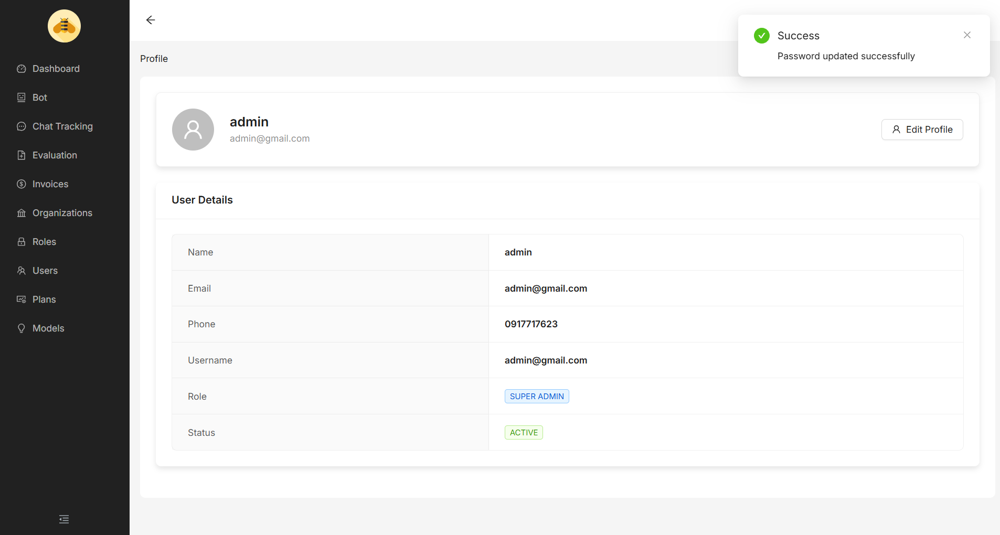 Dashboard
Bot
Chat Tracking
Evaluation
Invoices
Organizations
Roles
Users
Plans
Models
Success
Password updated successfully
Profile
admin
admin@gmail.com
Edit Profile
User Details
Name admin
Email admin@gmail.com
Phone 0917717623
Username admin@gmail.com
Role SUPER ADMIN
Status ACTIVE